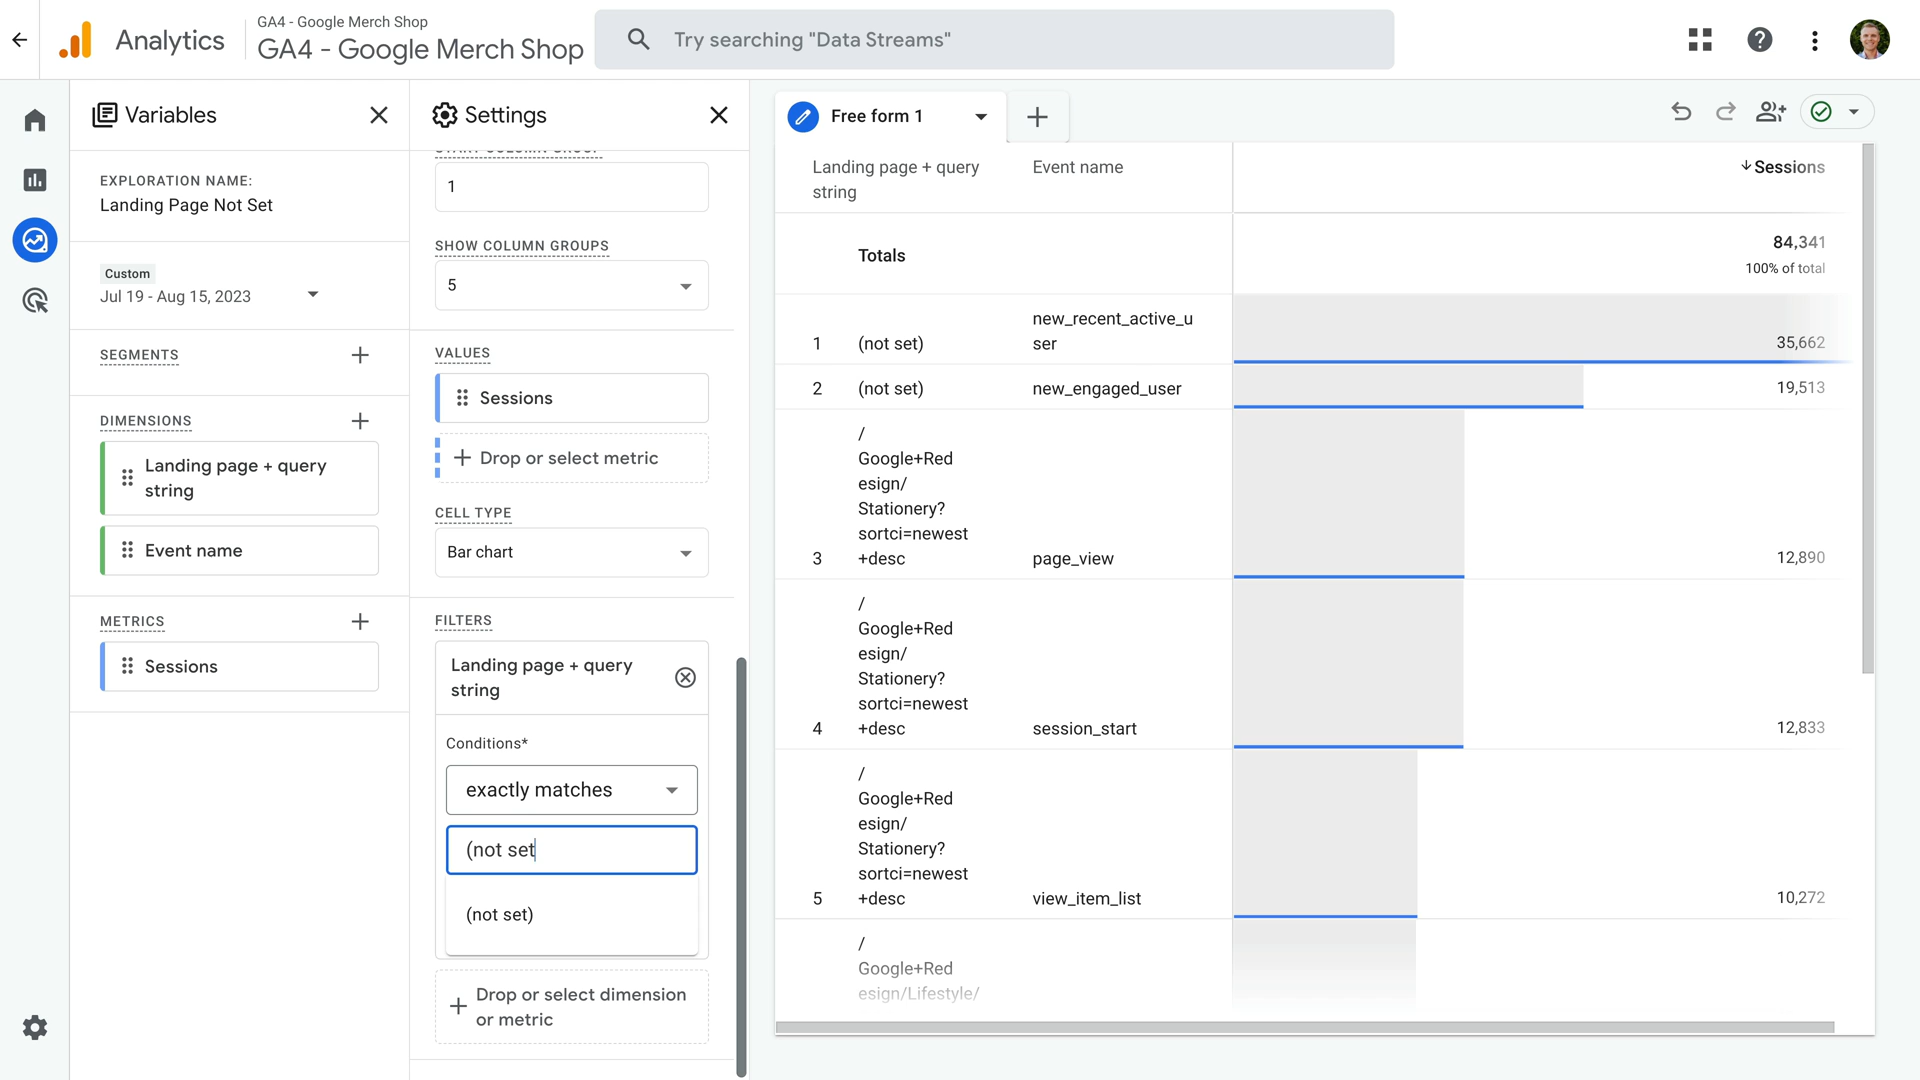 Analytics
GA4 - Google Merch Shop
GA4 - Google Merch Shop
Try searching "Data Streams"
Variables
EXPLORATION NAME:
Landing Page Not Set
Custom
Jul 19 - Aug 15, 2023
SEGMENTS
DIMENSIONS
Landing page + query
string
Event name
METRICS
Sessions
Settings
START COLUMN GROUP
1
SHOW COLUMN GROUPS
5
VALUES
Sessions
Drop or select metric
CELL TYPE
Bar chart
FILTERS
Landing page + query
string
Conditions*
exactly matches
(not set
(not set)
Drop or select dimension
or metric
Free form 1
Landing page + query
string
Event name
Sessions
Totals
84,341
100% of total
1 (not set) new_recent_active_u
ser 35,662
2 (not set) new_engaged_user 19,513
/
Google+Red
esign/
Stationery?
sortci=newest
3 +desc page_view 12,890
/
Google+Red
esign/
Stationery?
sortci=newest
4 +desc session_start 12,833
/
Google+Red
esign/
Stationery?
sortci=newest
5 +desc view_item_list 10,272
/
Google+Red
esign/Lifestyle/